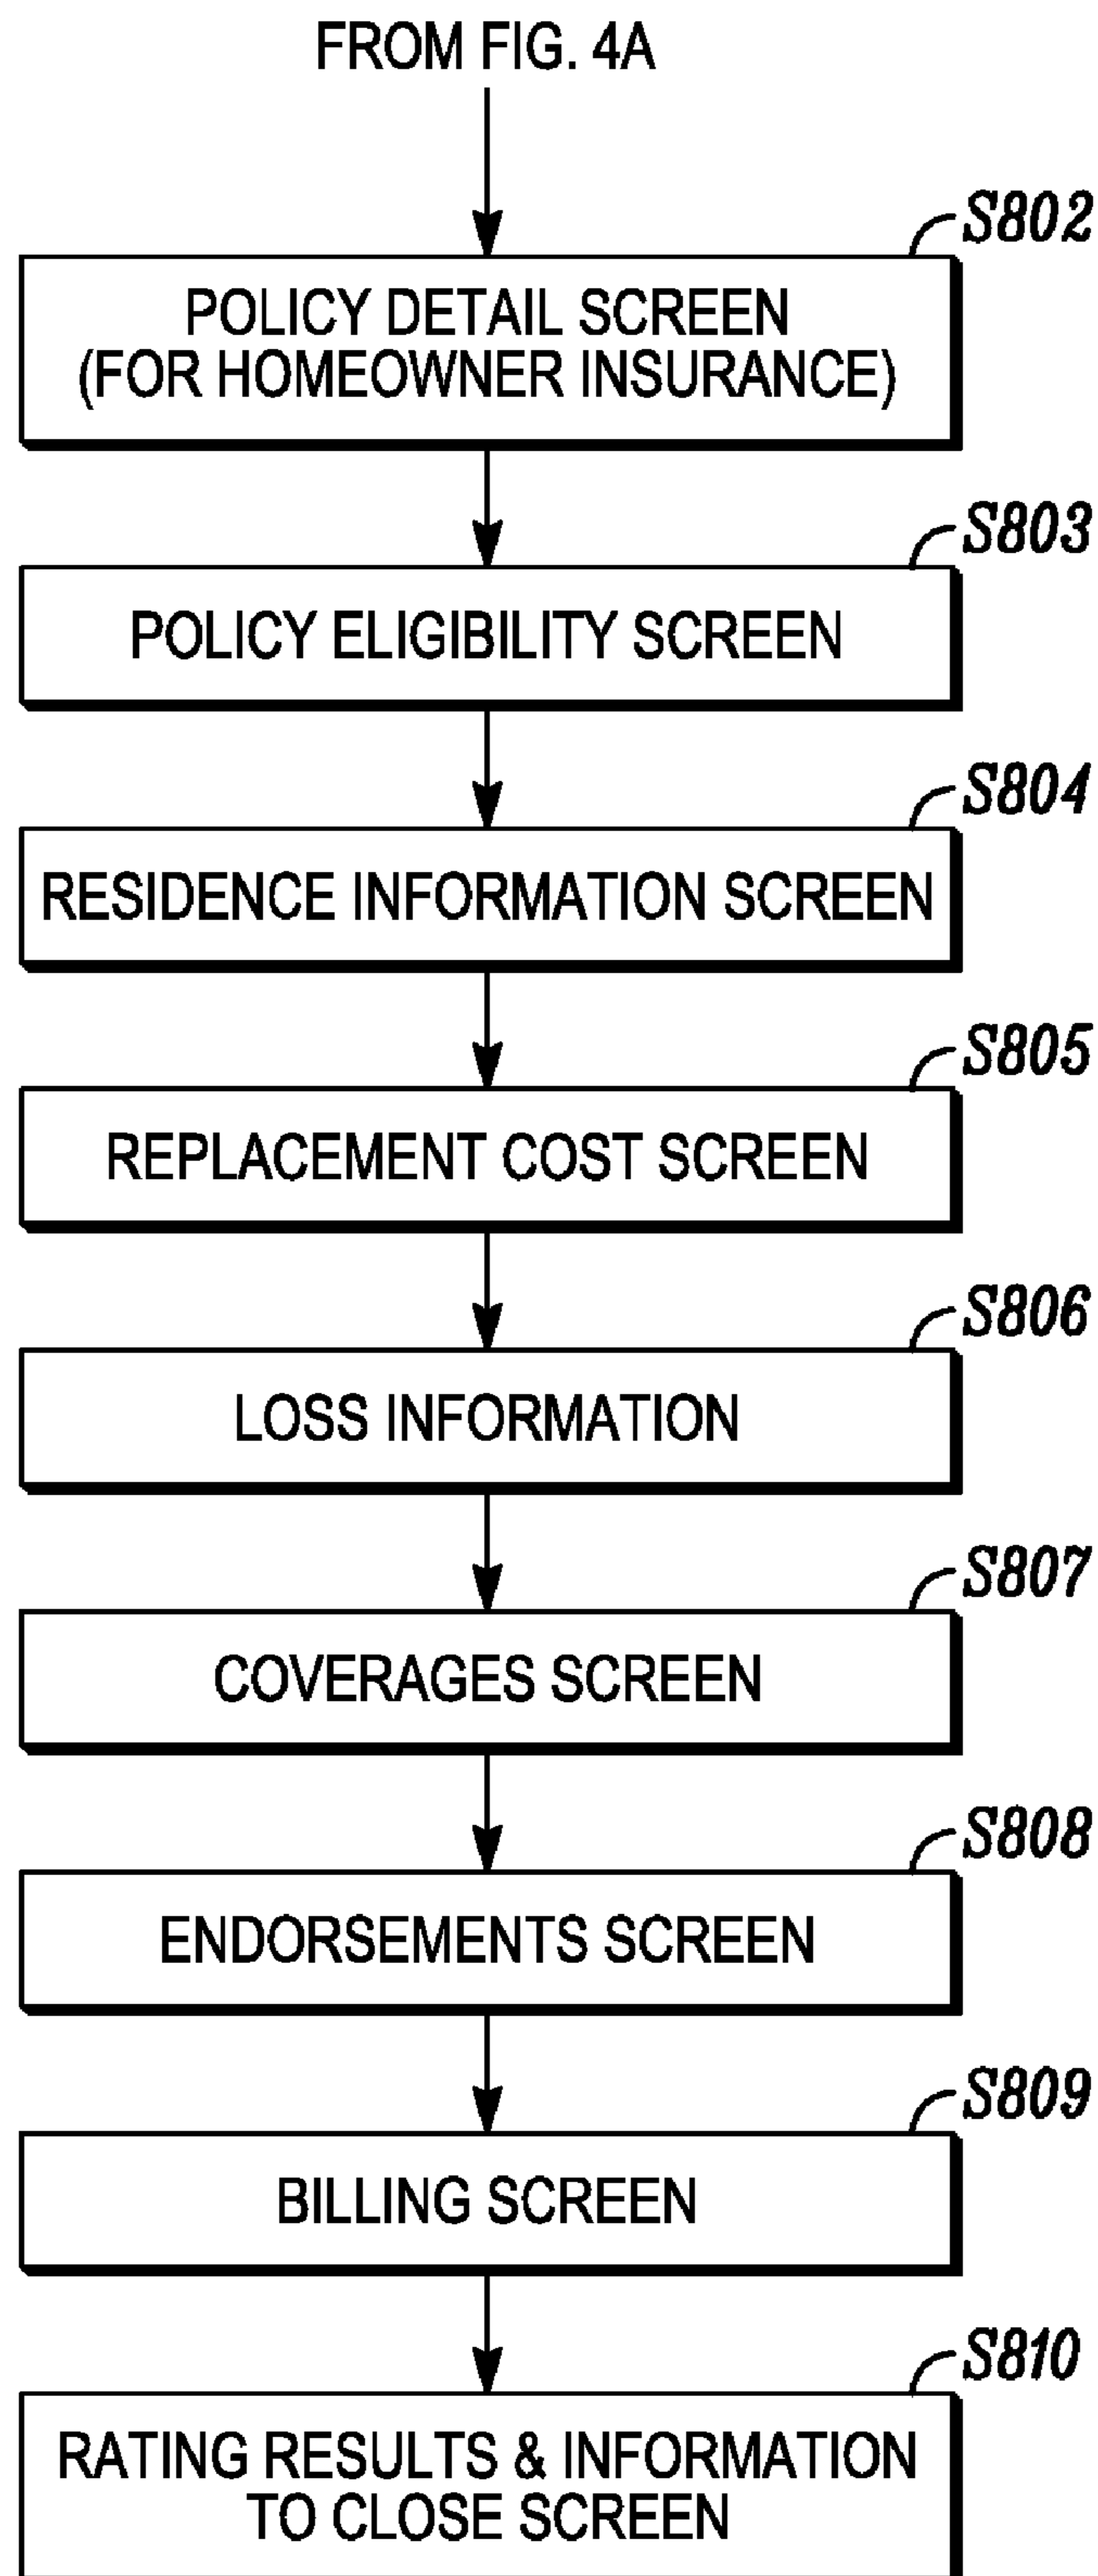 FROM FIG. 4A
S802
POLICY DETAIL SCREEN
(FOR HOMEOWNER INSURANCE)
S803
POLICY ELIGIBILITY SCREEN
S804
RESIDENCE INFORMATION SCREEN
S805
REPLACEMENT COST SCREEN
S806
LOSS INFORMATION
S807
COVERAGES SCREEN
S808
ENDORSEMENTS SCREEN
S809
BILLING SCREEN
S810
RATING RESULTS & INFORMATION
TO CLOSE SCREEN